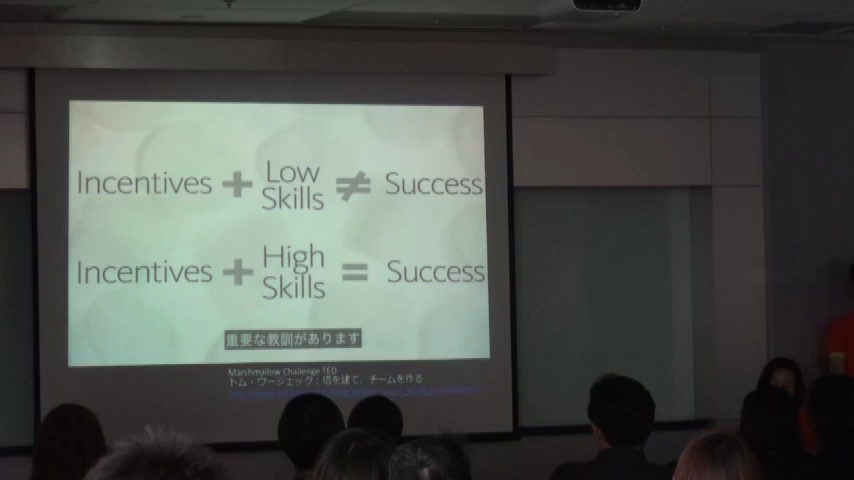 Incentives + Low Skills ≠ Success
Incentives + High Skills = Success
重要な教訓があります
Marshmallow Challenge TED
トム・ウージェック：塔を建て、チームを作る